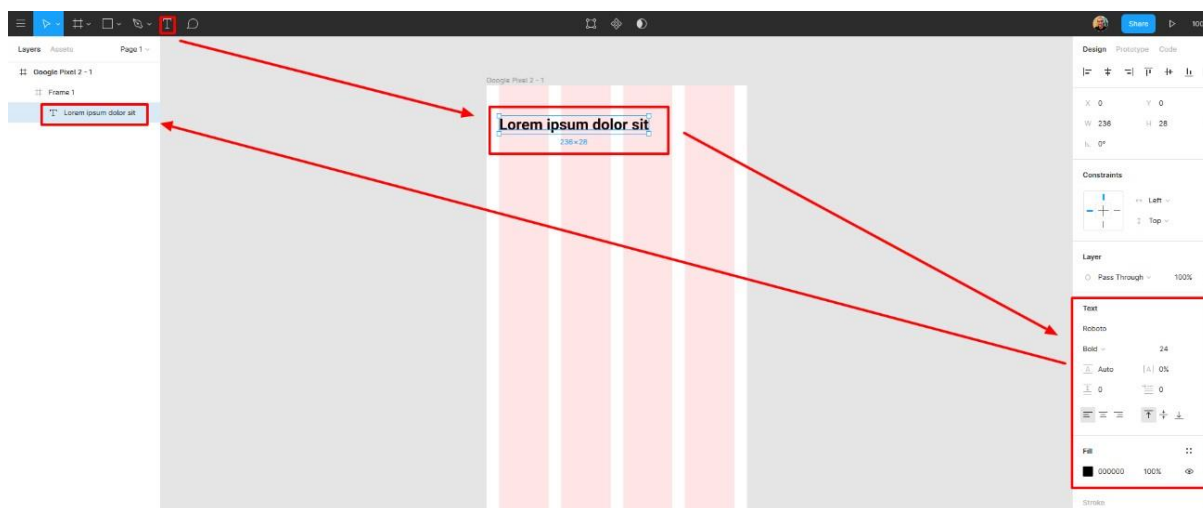 T
100
Share
Layers Assets Page 1
Google Pixel 2 - 1
Frame 1
T Lorem ipsum dolor sit
Google Pixel 2 - 1
Lorem ipsum dolor sit
236×28
Design Prototype Code
X 0 Y 0
W 236 H 28
0°
Constraints
Left
Top
Layer
Pass Through 100%
Text
Roboto
Bold 24
A Auto |A| 0%
0 0
Fill
000000 100%
Stroke